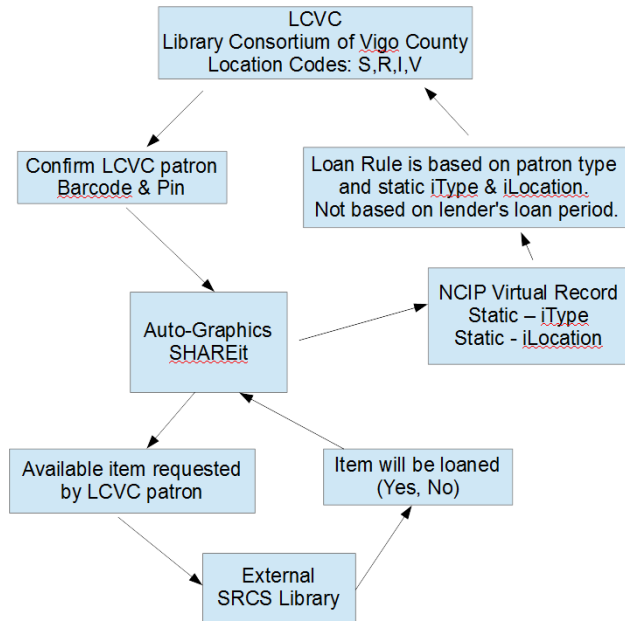 LCVC
Library Consortium of Vigo County
Location Codes: S,R,I,V
Confirm LCVC patron
Barcode & Pin
Loan Rule is based on patron type
and static iType & iLocation.
Not based on lender's loan period.
Auto-Graphics
SHAREit
NCIP Virtual Record
Static – iType
Static - iLocation
Available item requested
by LCVC patron
Item will be loaned
(Yes, No)
External
SRCS Library